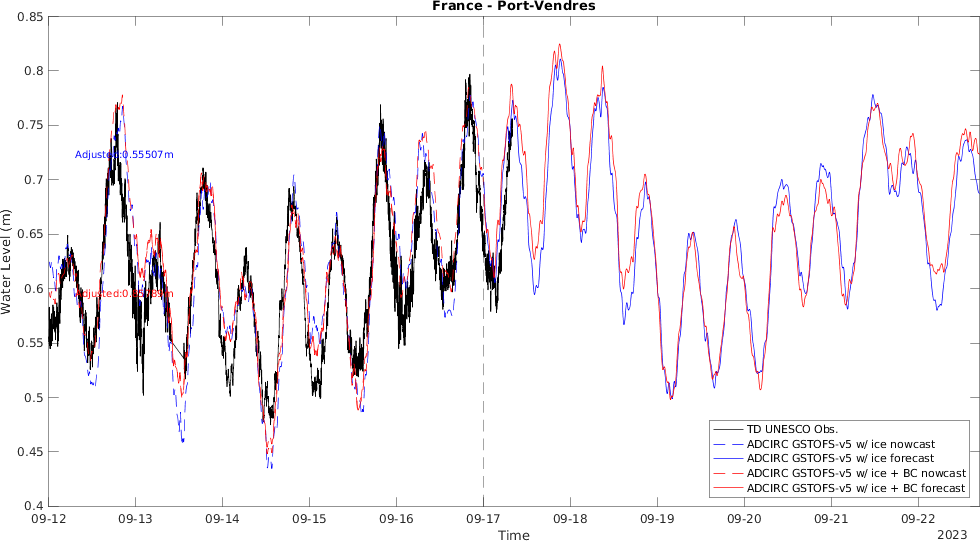 France - Port-Vendres
0.85
0.8
0.75
0.7
0.65
0.6
0.55
0.5
0.45
0.4
Water Level (m)
Adjusted:0.55507m
TD UNESCO Obs.
ADCIRC GSTOFS-v5 w/ ice nowcast
ADCIRC GSTOFS-v5 w/ ice forecast
ADCIRC GSTOFS-v5 w/ ice + BC nowcast
ADCIRC GSTOFS-v5 w/ ice + BC forecast
09-12 09-13 09-14 09-15 09-16 09-17 09-18 09-19 09-20 09-21 09-22
Time
2023